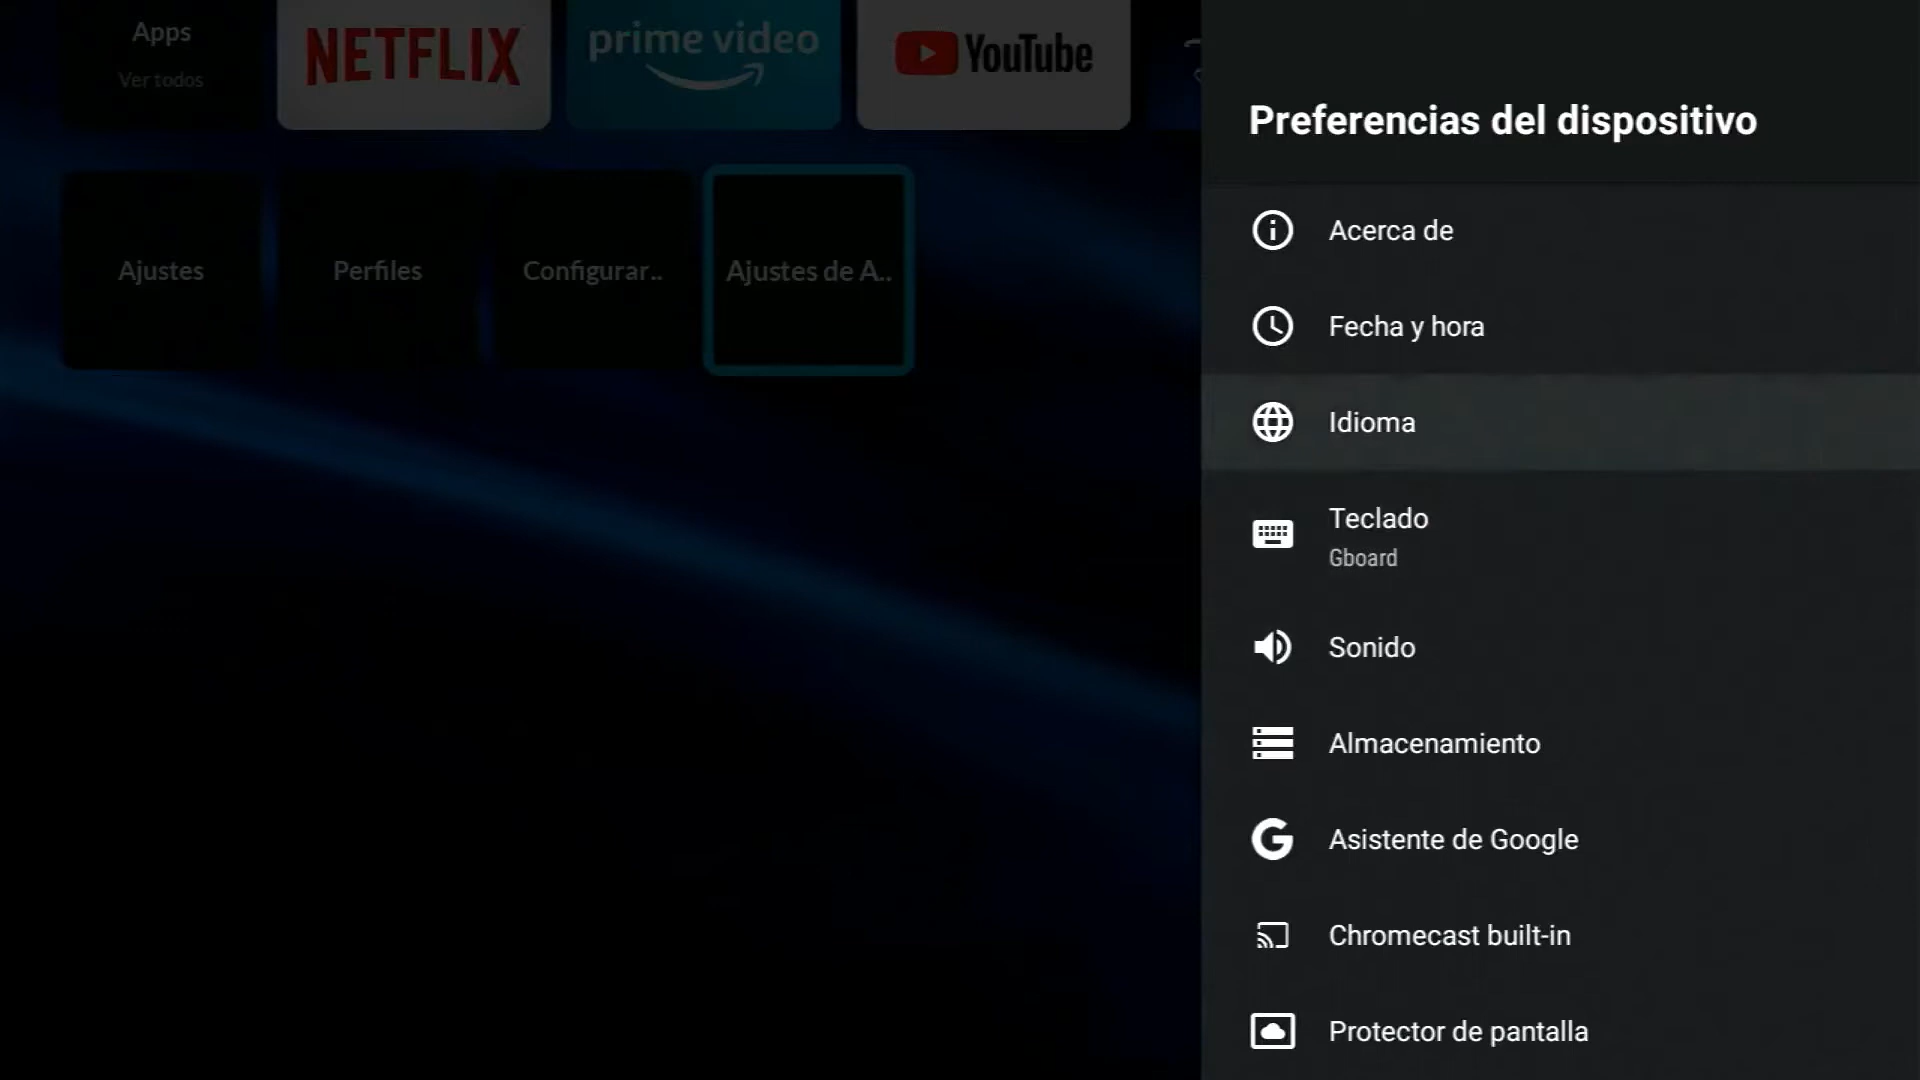 Apps
Ver todos
NETFLIX
prime video
YouTube
Ajustes
Perfiles
Configurar..
Ajustes de A..
Preferencias del dispositivo
Acerca de
Fecha y hora
Idioma
Teclado
Gboard
Sonido
Almacenamiento
Asistente de Google
Chromecast built-in
Protector de pantalla